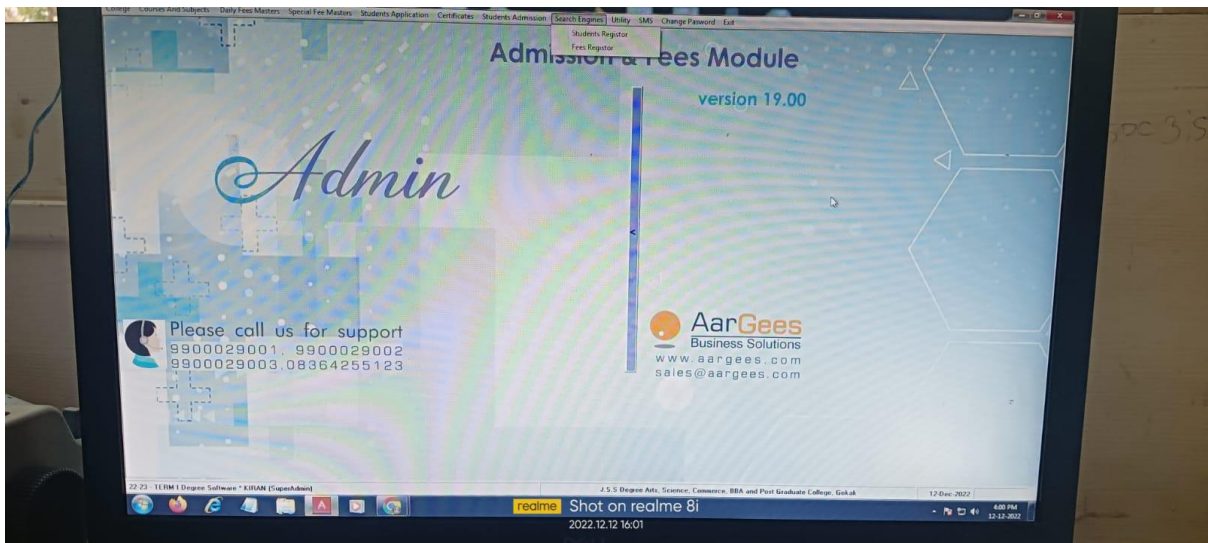 College Courses And Subjects Daily Fees Masters Special Fee Masters Students Application Certificates Students Admission Search Engines Utility SMS Change Pasword Exit
Students Registor
Fees Registor
Admission & Fees Module
version 19.00
Admin
Please call us for support
9900029001, 9900029002
9900029003,08364255123
AarGees
Business Solutions
www.aargees.com
sales@aargees.com
22-23 - TERM I Degree Software * KIRAN (SuperAdmin)
J.S.S Degree Arts, Science, Commerce, BBA and Post Graduate College, Gokak
12-Dec-2022
4:00 PM
12-12-2022
realme Shot on realme 8i
2022.12.12 16:01